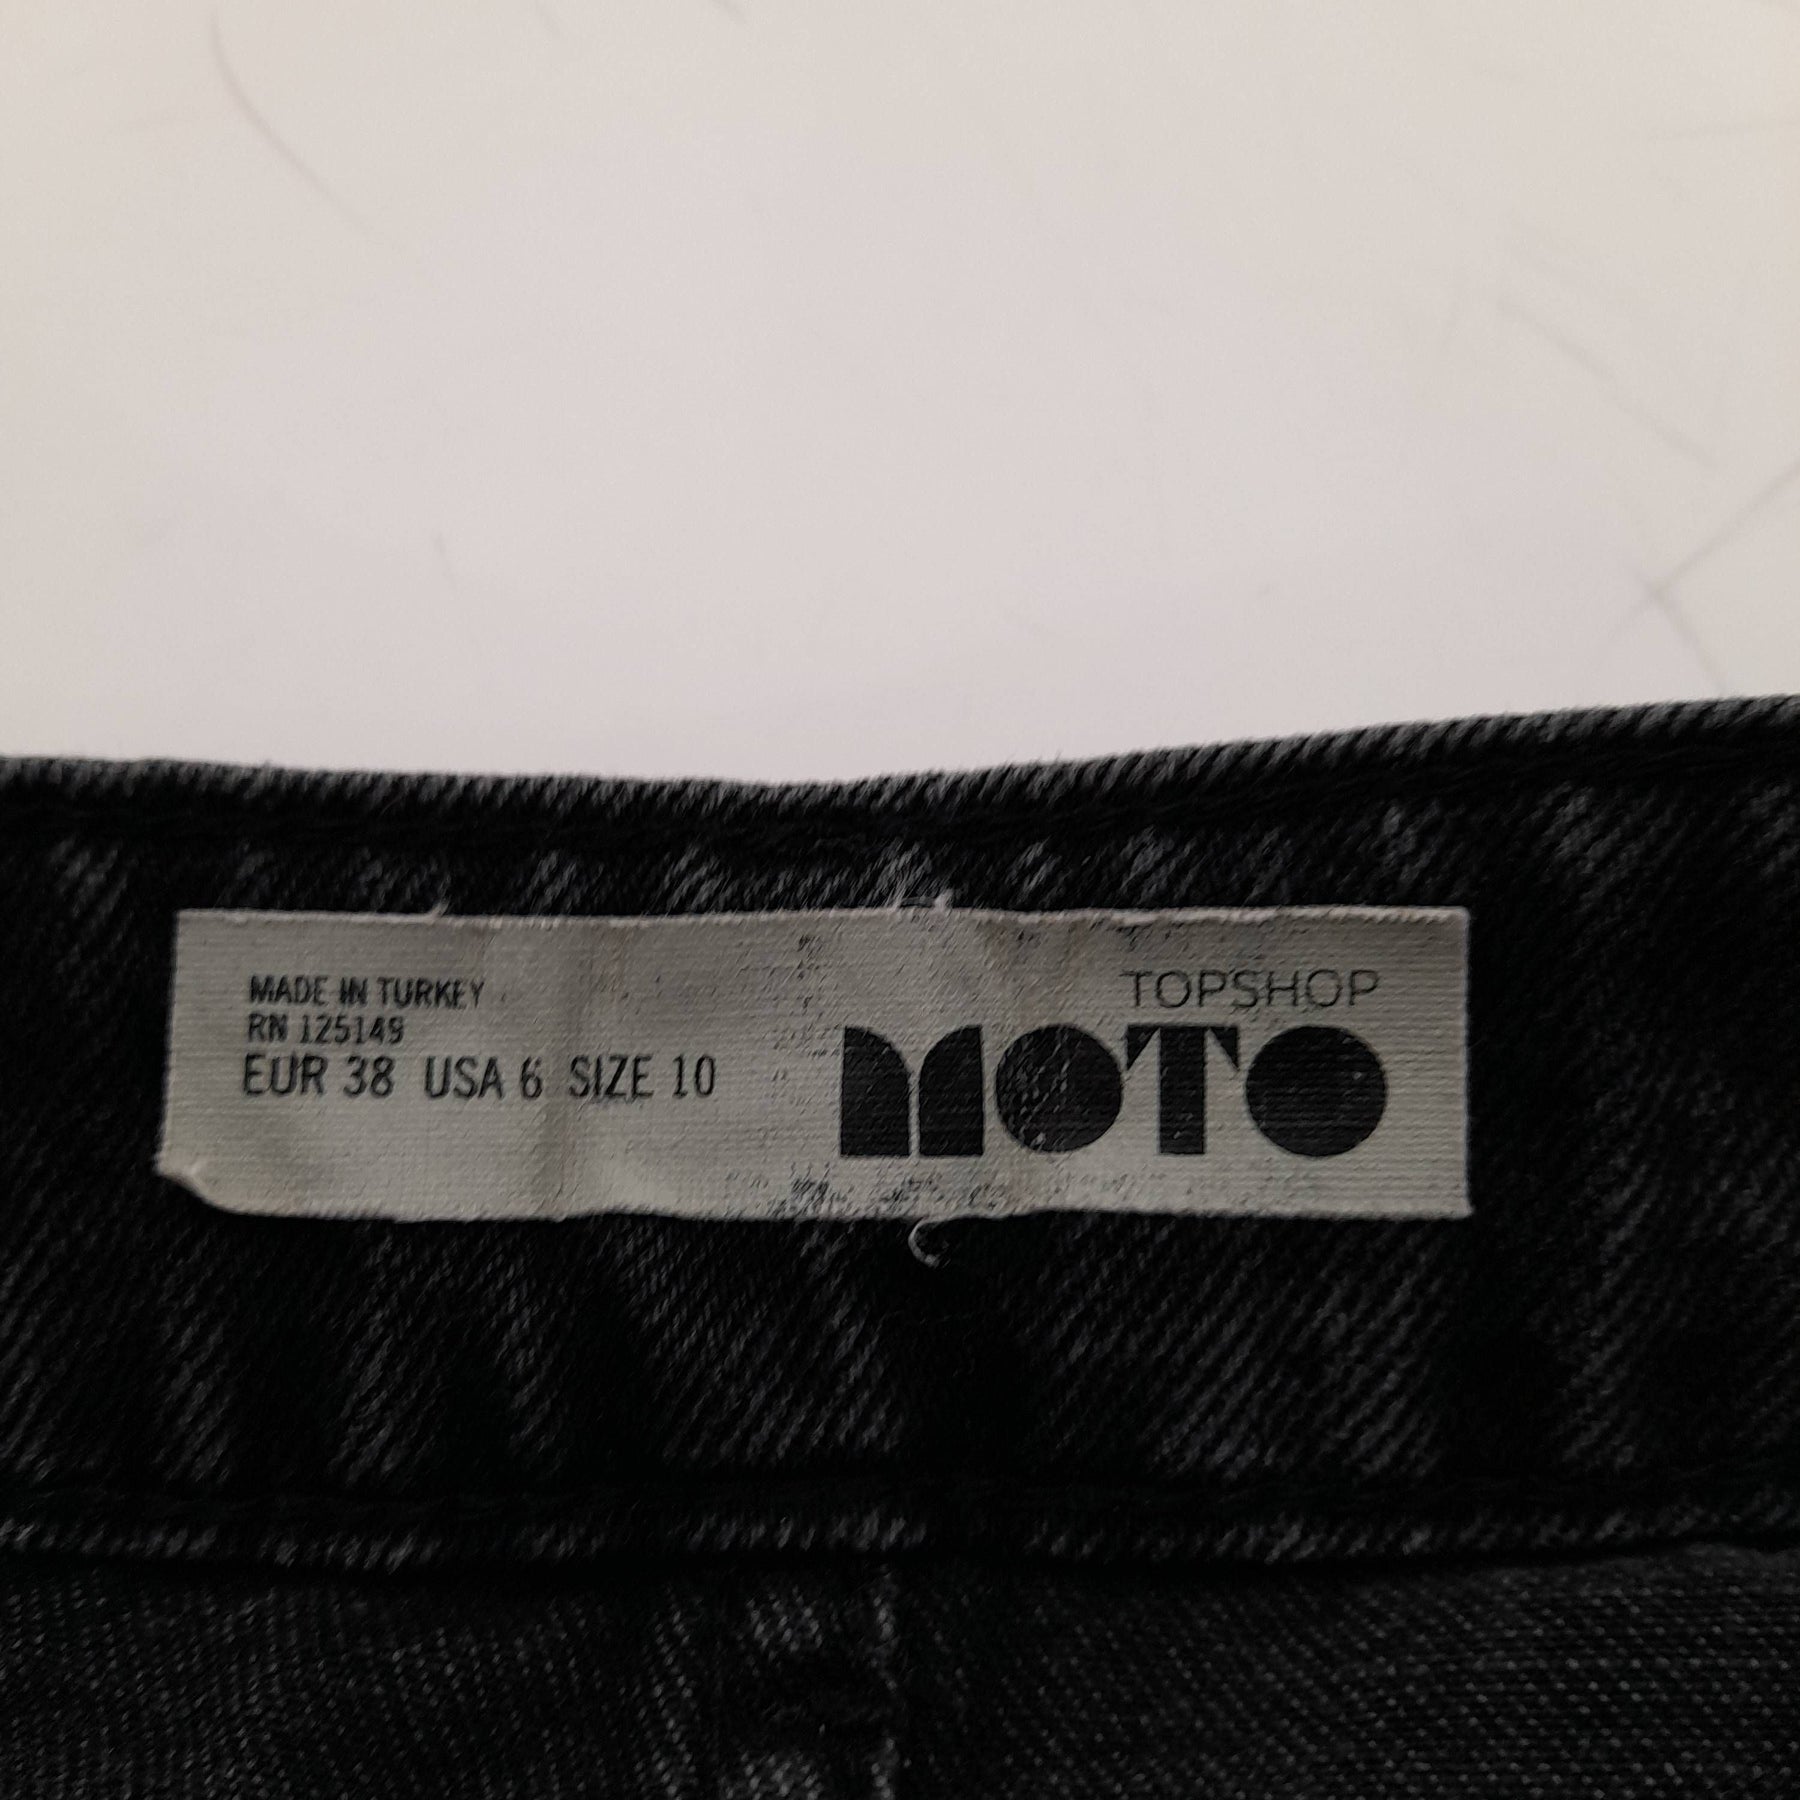 MADE IN TURKEY
RN 125149
EUR 38 USA 6 SIZE 10
TOPSHOP
MOTO